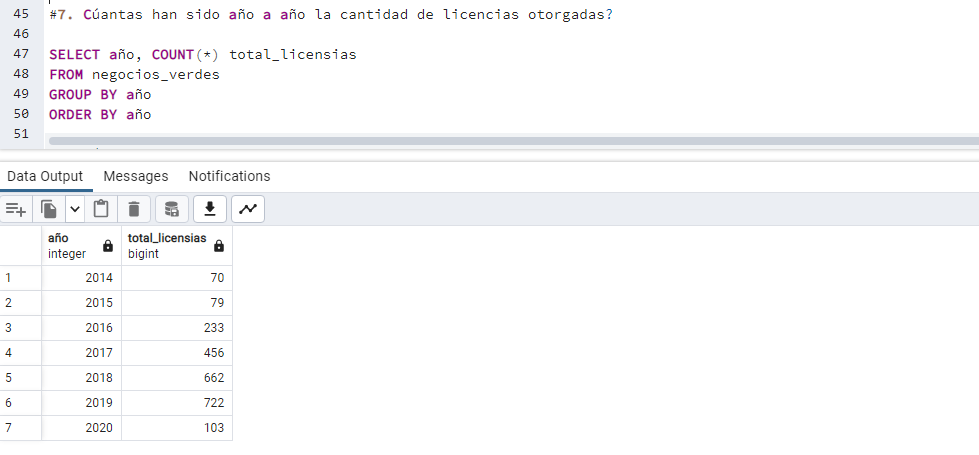 45 #7. Cúantas han sido año a año la cantidad de licencias otorgadas?
46
47 SELECT año, COUNT(*) total_licensias
48 FROM negocios_verdes
49 GROUP BY año
50 ORDER BY año
51
Data Output Messages Notifications
año total_licensias
integer bigint
1 2014 70
2 2015 79
3 2016 233
4 2017 456
5 2018 662
6 2019 722
7 2020 103